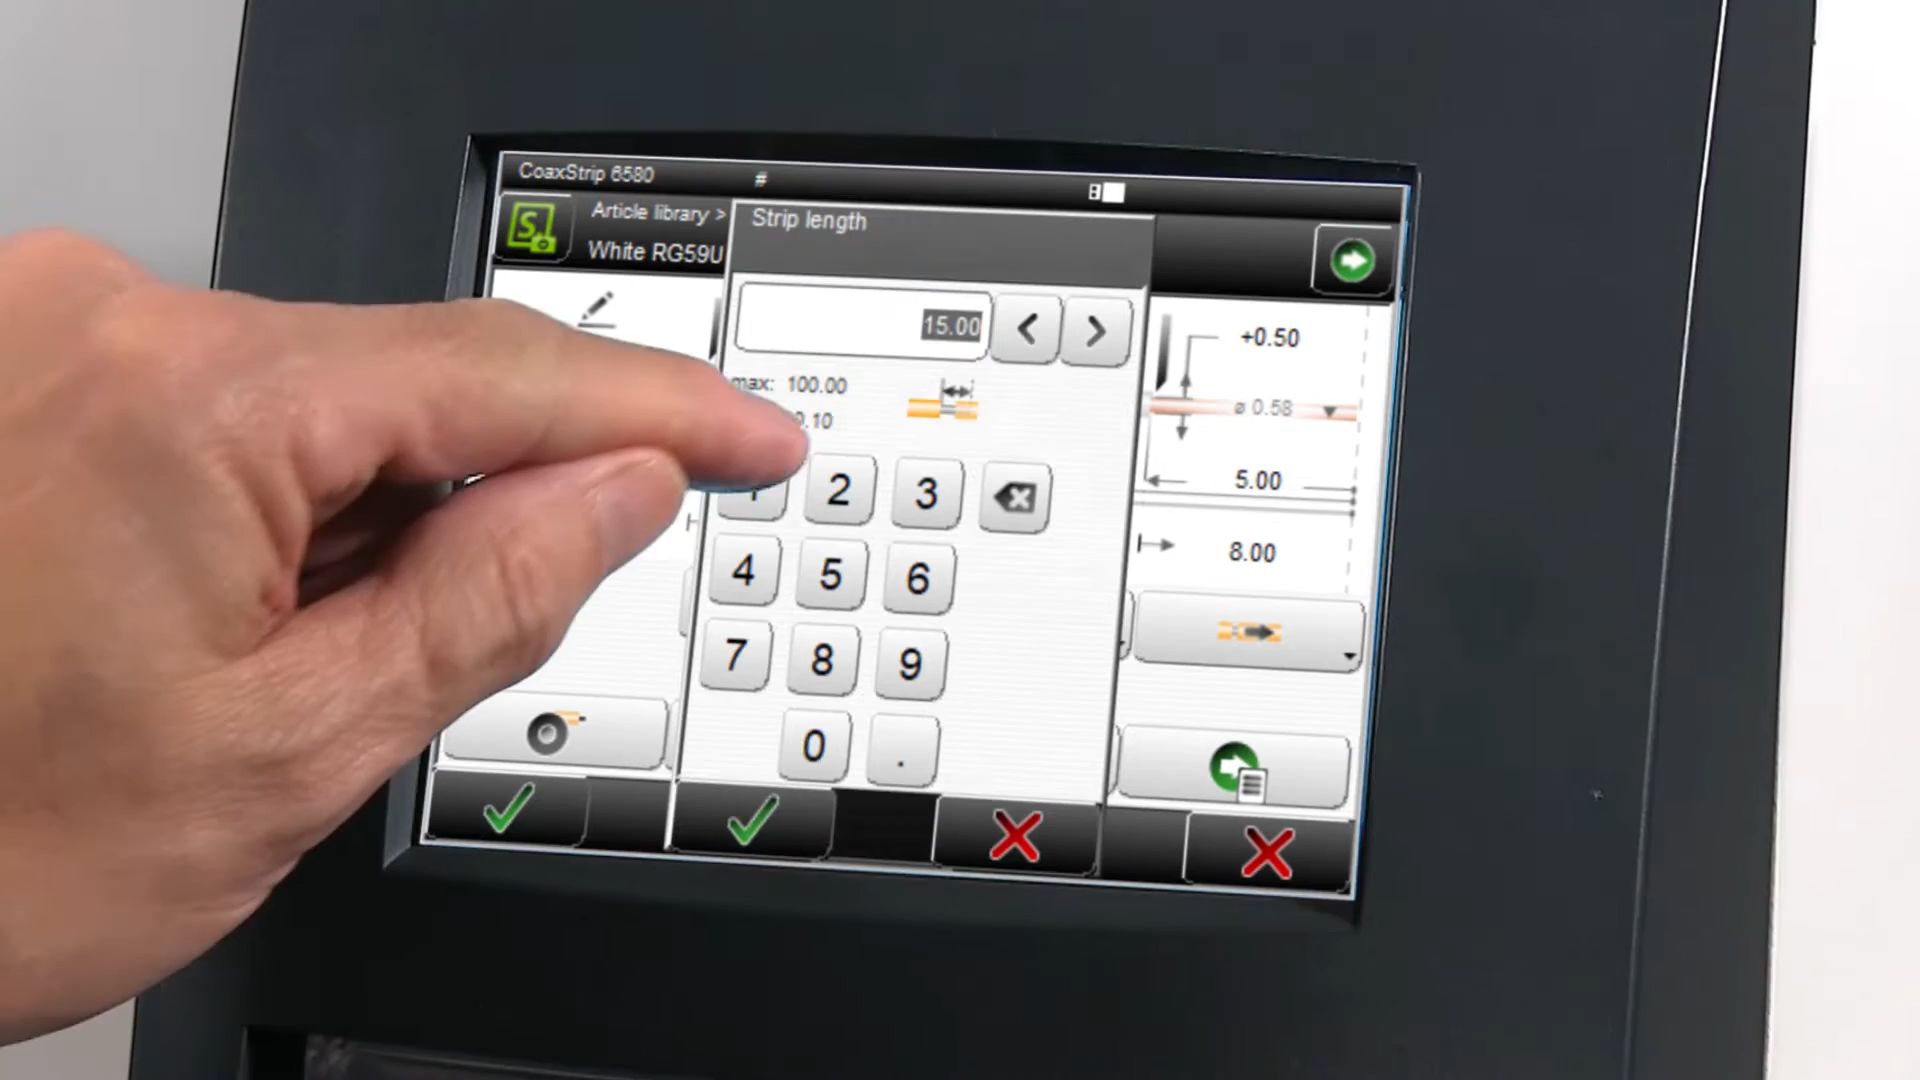 CoaxStrip 6580
#
Article library >
White RG59U
Strip length
15.00
max: 100.00
0.10
+0.50
ø 0.58
5.00
8.00
1 2 3
4 5 6
7 8 9
0 .